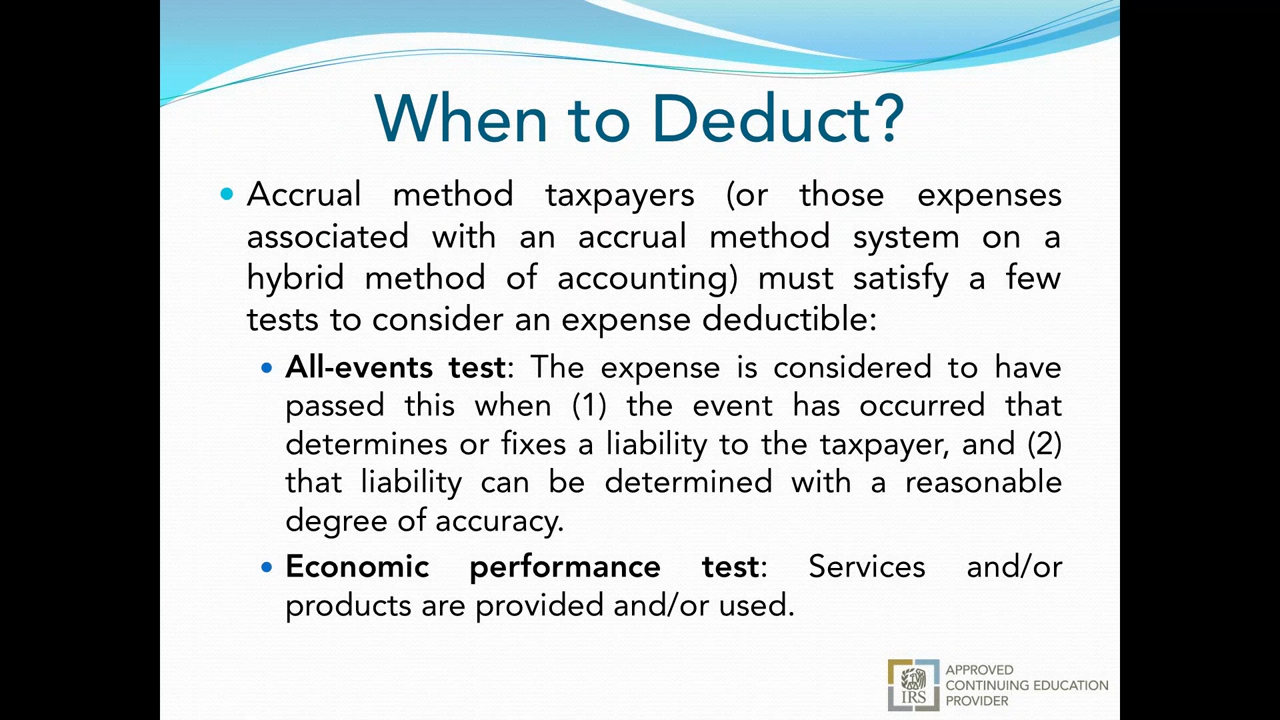 When to Deduct?
Accrual method taxpayers (or those expenses
associated with an accrual method system on a
hybrid method of accounting) must satisfy a few
tests to consider an expense deductible:
All-events test: The expense is considered to have
passed this when (1) the event has occurred that
determines or fixes a liability to the taxpayer, and (2)
that liability can be determined with a reasonable
degree of accuracy.
Economic performance test: Services and/or
products are provided and/or used.
IRS
APPROVED
CONTINUING EDUCATION
PROVIDER